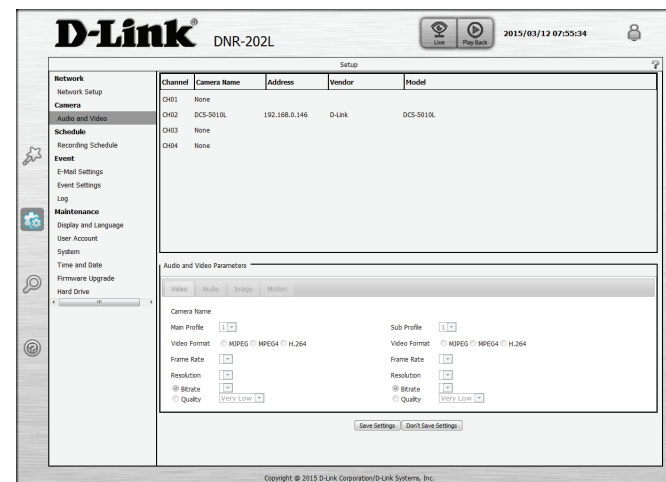 D-Link® DNR-202L
Live Play Back 2015/03/12 07:55:34
Setup ?
Network
Network Setup
Camera
Audio and Video
Schedule
Recording Schedule
Event
E-Mail Settings
Event Settings
Log
Maintenance
Display and Language
User Account
System
Time and Date
Firmware Upgrade
Hard Drive
Channel Camera Name Address Vendor Model
CH01 None
CH02 DCS-5010L 192.168.0.146 D-Link DCS-5010L
CH03 None
CH04 None
Audio and Video Parameters
Video Audio Image Motion
Camera Name
Main Profile 1 Sub Profile 1
Video Format MJPEG MPEG4 H.264 Video Format MJPEG MPEG4 H.264
Frame Rate Frame Rate
Resolution Resolution
Bitrate Bitrate
Quality Very Low Quality Very Low
Save Settings Don't Save Settings
Copyright © 2015 D-Link Corporation/D-Link Systems, Inc.